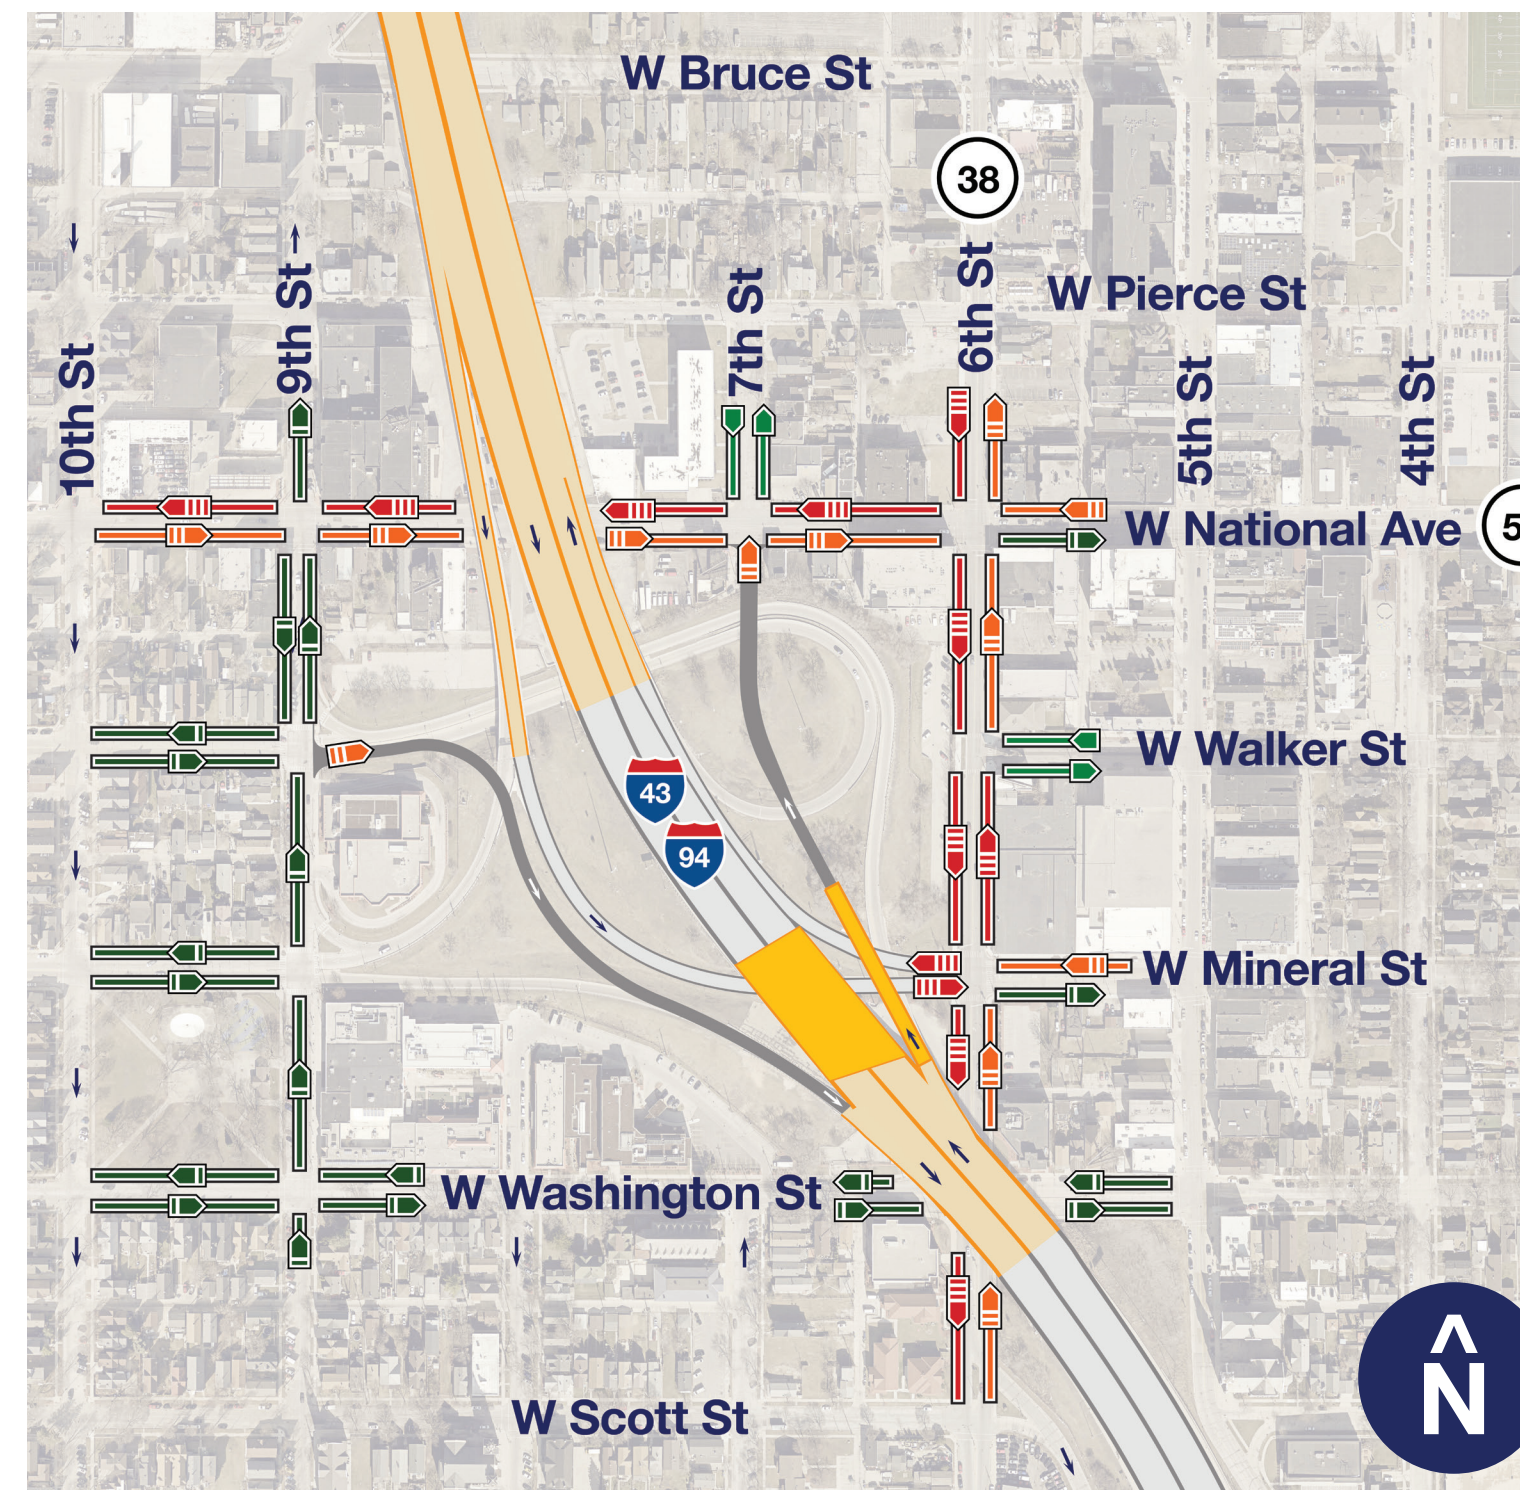 W Bruce St
38
6th St
W Pierce St
9th St
7th St
10th St
5th St
4th St
W National Ave
5
W Walker St
43
94
W Mineral St
W Washington St
W Scott St
N